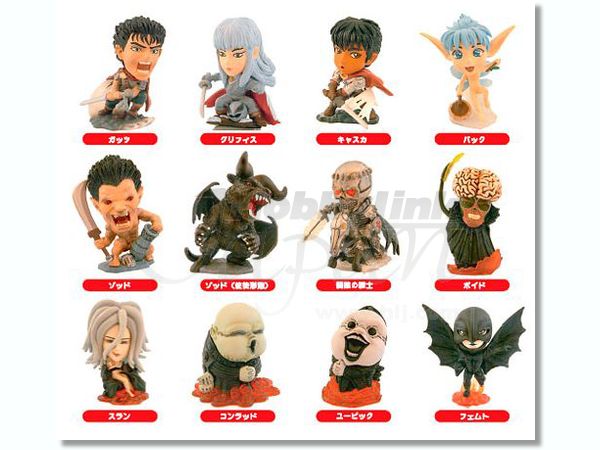 ガッツ
グリフィス
キャスカ
パック
ゾッド
ゾッド（使徒形態）
髑髏の騎士
ボイド
スラン
コンラッド
ユービック
フェムト